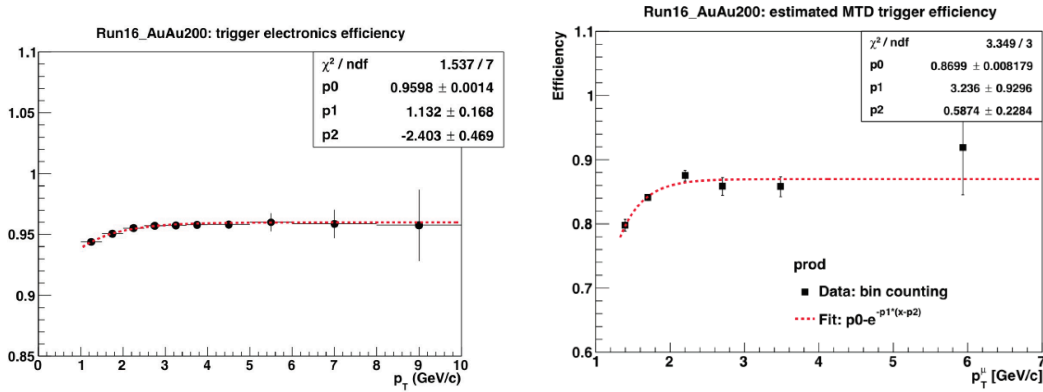 Run16_AuAu200: trigger electronics efficiency
1.1
1.05
1
0.95
0.9
0.85
χ² / ndf 1.537 / 7
p0 0.9598 ± 0.0014
p1 1.132 ± 0.168
p2 -2.403 ± 0.469
0 1 2 3 4 5 6 7 8 9 10
p_T (GeV/c)
Run16_AuAu200: estimated MTD trigger efficiency
Efficiency
1.1
1
0.9
0.8
0.7
0.6
χ² / ndf 3.349 / 3
p0 0.8699 ± 0.008179
p1 3.236 ± 0.9296
p2 0.5874 ± 0.2284
prod
Data: bin counting
Fit: p0-e^-p1*(x-p2)
1 2 3 4 5 6 7
p_T^μ [GeV/c]